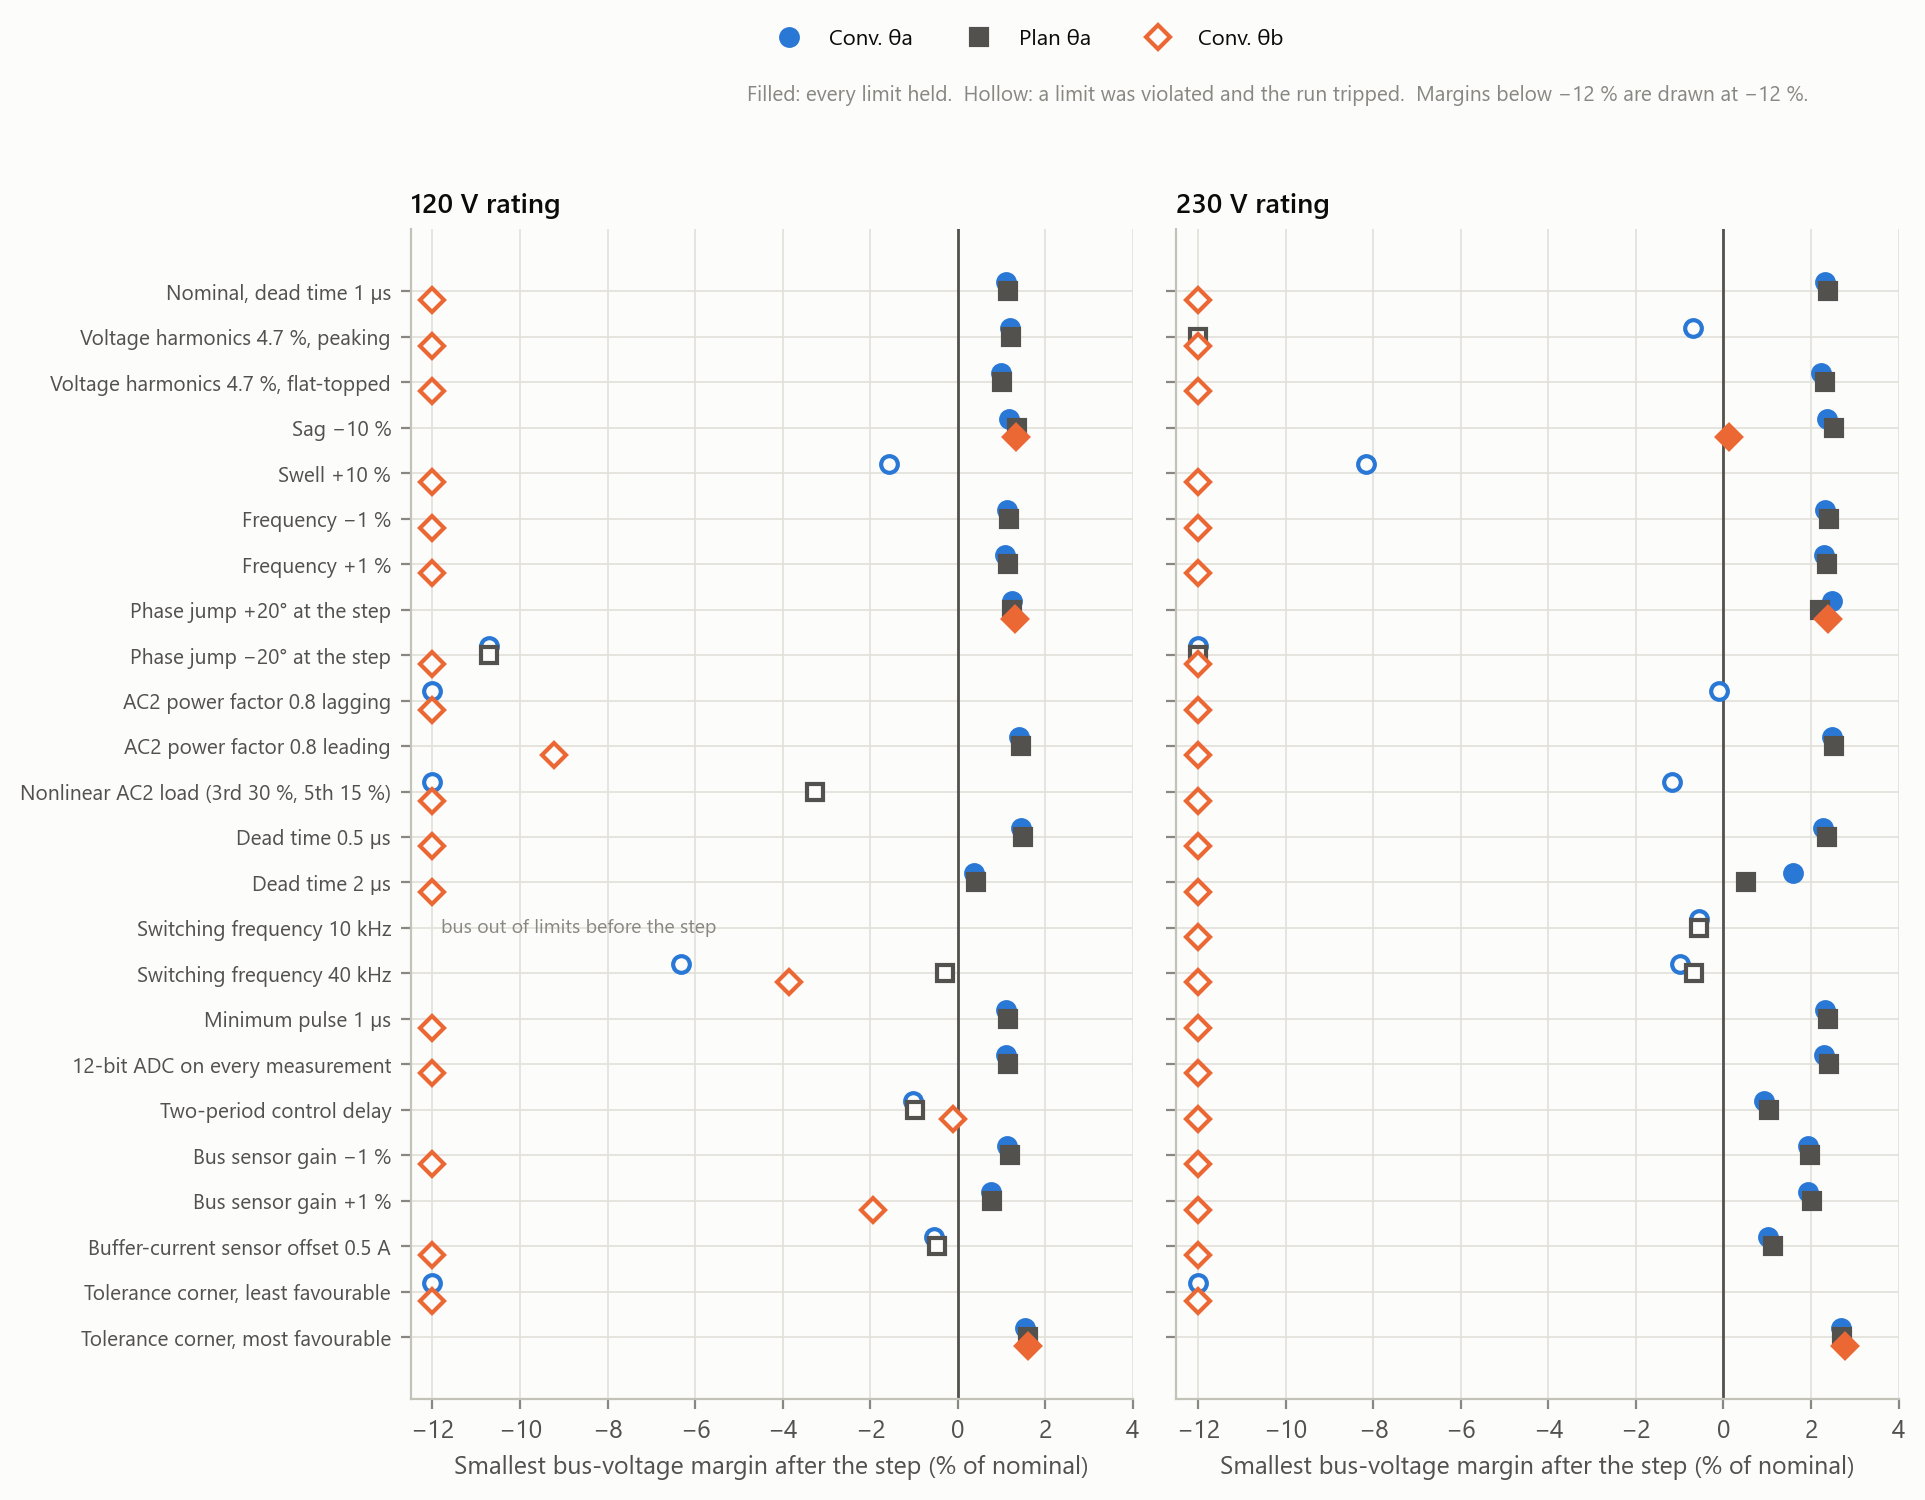 Conv. θa
Plan θa
Conv. θb
Filled: every limit held.  Hollow: a limit was violated and the run tripped.  Margins below −12 % are drawn at −12 %.
120 V rating
230 V rating
Nominal, dead time 1 µs
Voltage harmonics 4.7 %, peaking
Voltage harmonics 4.7 %, flat-topped
Sag −10 %
Swell +10 %
Frequency −1 %
Frequency +1 %
Phase jump +20° at the step
Phase jump −20° at the step
AC2 power factor 0.8 lagging
AC2 power factor 0.8 leading
Nonlinear AC2 load (3rd 30 %, 5th 15 %)
Dead time 0.5 µs
Dead time 2 µs
Switching frequency 10 kHz
bus out of limits before the step
Switching frequency 40 kHz
Minimum pulse 1 µs
12-bit ADC on every measurement
Two-period control delay
Bus sensor gain −1 %
Bus sensor gain +1 %
Buffer-current sensor offset 0.5 A
Tolerance corner, least favourable
Tolerance corner, most favourable
−12 −10 −8 −6 −4 −2 0 2 4
−12 −10 −8 −6 −4 −2 0 2 4
Smallest bus-voltage margin after the step (% of nominal)
Smallest bus-voltage margin after the step (% of nominal)